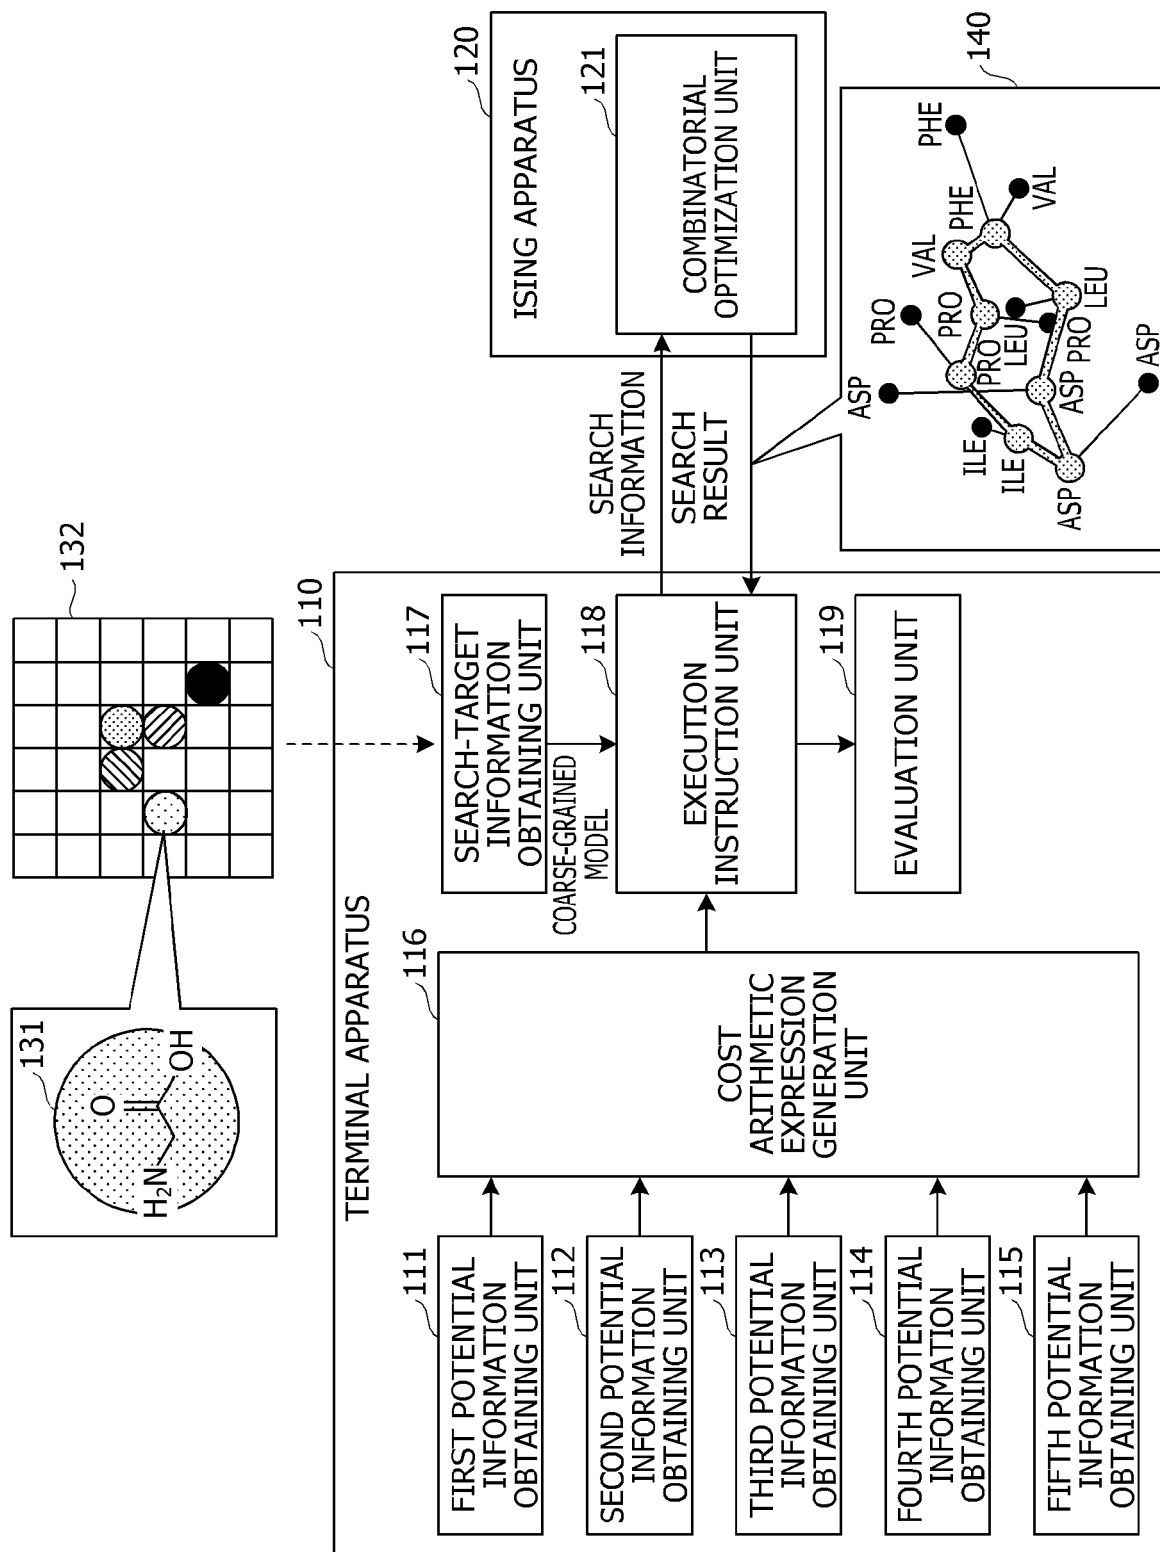 131
H₂N
O
OH
132
TERMINAL APPARATUS
110
111
FIRST POTENTIAL
INFORMATION
OBTAINING UNIT
112
SECOND POTENTIAL
INFORMATION
OBTAINING UNIT
113
THIRD POTENTIAL
INFORMATION
OBTAINING UNIT
114
FOURTH POTENTIAL
INFORMATION
OBTAINING UNIT
115
FIFTH POTENTIAL
INFORMATION
OBTAINING UNIT
116
COST
ARITHMETIC
EXPRESSION
GENERATION
UNIT
117
SEARCH-TARGET
INFORMATION
OBTAINING UNIT
COARSE-GRAINED
MODEL
118
EXECUTION
INSTRUCTION UNIT
119
EVALUATION UNIT
SEARCH
INFORMATION
SEARCH
RESULT
120
ISING APPARATUS
121
COMBINATORIAL
OPTIMIZATION UNIT
140
ASP
PRO
VAL
PHE
PHE
VAL
ILE
ILE
PRO
PRO
LEU
PRO
LEU
ASP
ASP
ASP